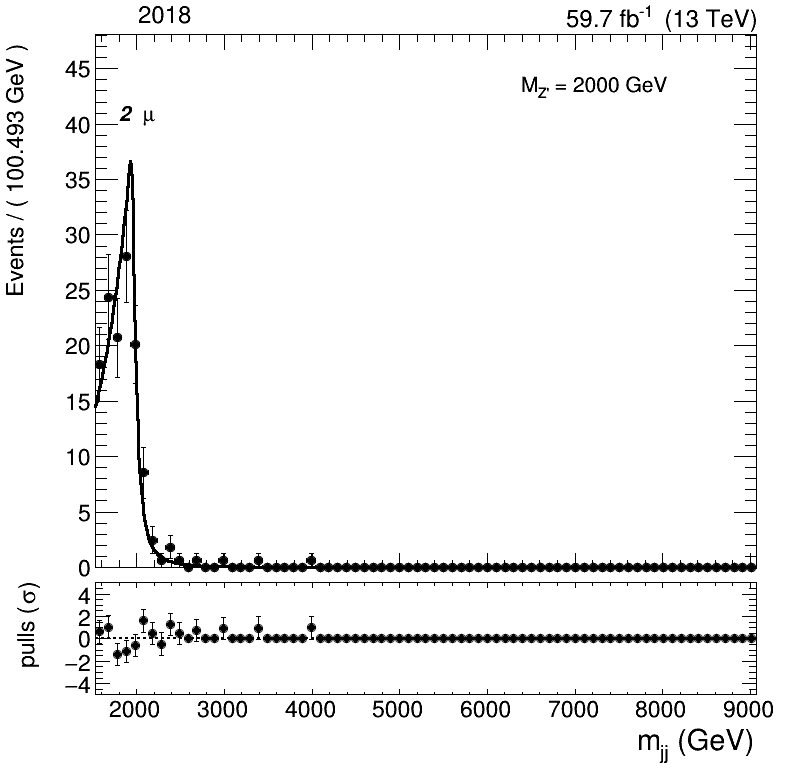 2018
59.7 fb⁻¹ (13 TeV)
Events / ( 100.493 GeV )
45
40
35
30
25
20
15
10
5
0
M_Z' = 2000 GeV
2 μ
pulls (σ)
4
2
0
−2
−4
2000 3000 4000 5000 6000 7000 8000 9000
m_jj (GeV)